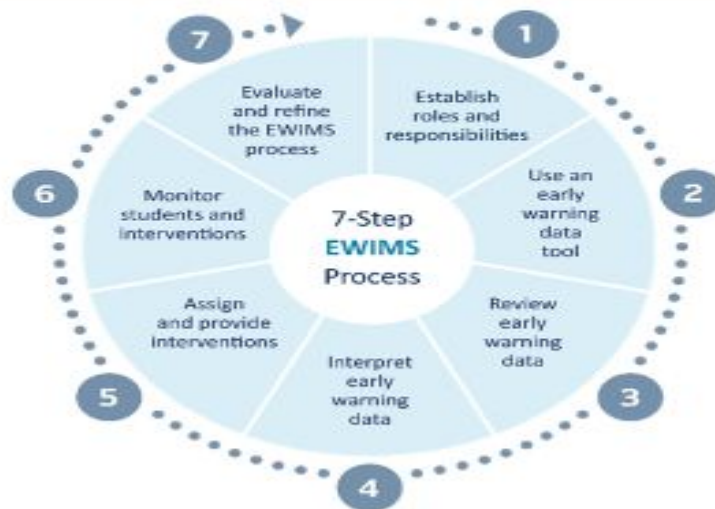 7-Step
EWIMS
Process
1
Establish
roles and
responsibilities
2
Use an
early
warning
data
tool
3
Review
early
warning
data
4
Interpret
early
warning
data
5
Assign
and provide
interventions
6
Monitor
students and
interventions
7
Evaluate
and refine
the EWIMS
process